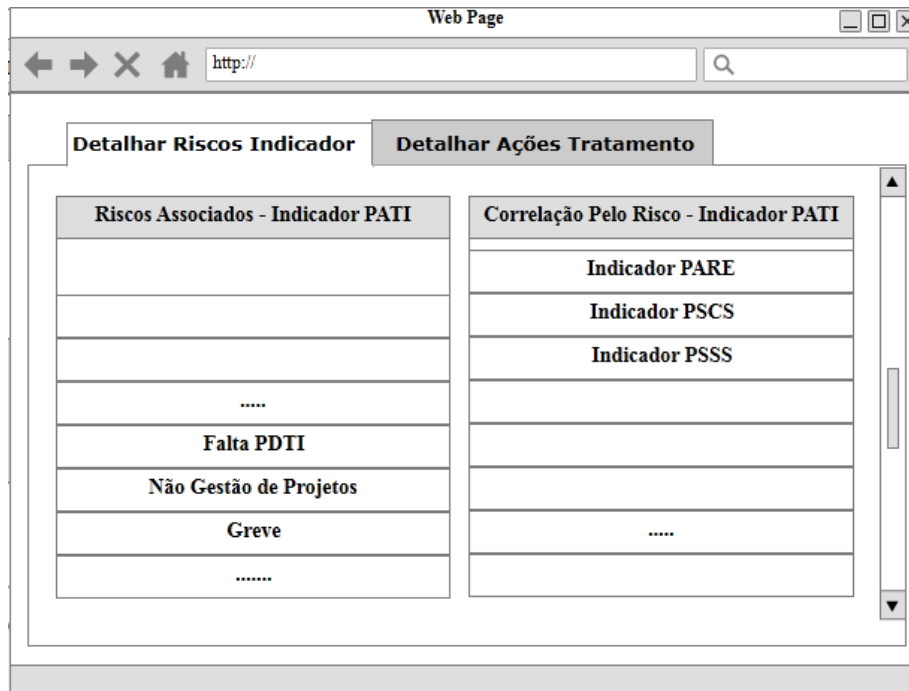 Web Page
http://
Detalhar Riscos Indicador
Detalhar Ações Tratamento
Riscos Associados - Indicador PATI
.....
Falta PDTI
Não Gestão de Projetos
Greve
.......
Correlação Pelo Risco - Indicador PATI
Indicador PARE
Indicador PSCS
Indicador PSSS
.....